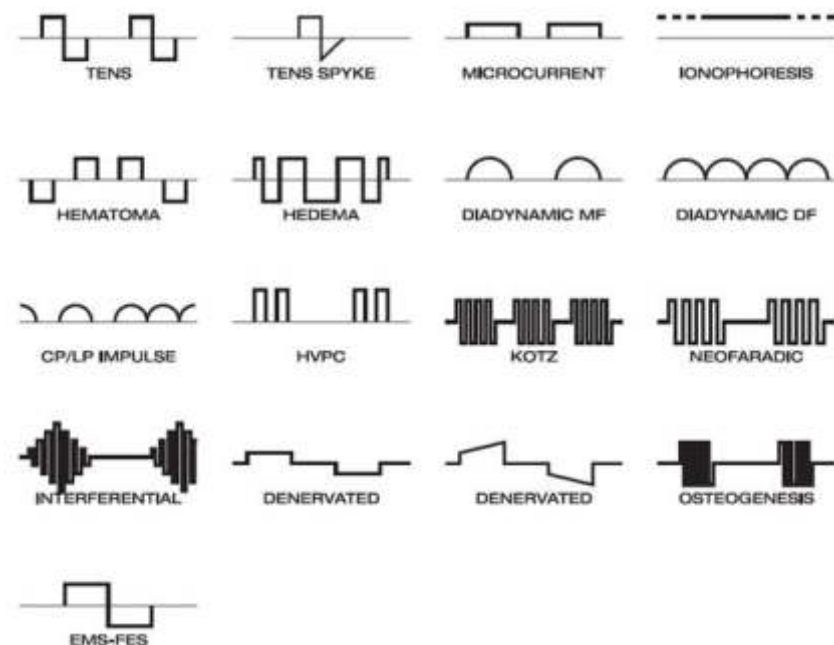 TENS
TENS SPYKE
MICROCURRENT
IONOPHORESIS
HEMATOMA
HEDEMA
DIADYNAMIC MF
DIADYNAMIC DF
CP/LP IMPULSE
HVPC
KOTZ
NEOFARADIC
INTERFERENTIAL
DENERVATED
DENERVATED
OSTEOGENESIS
EMS-FES